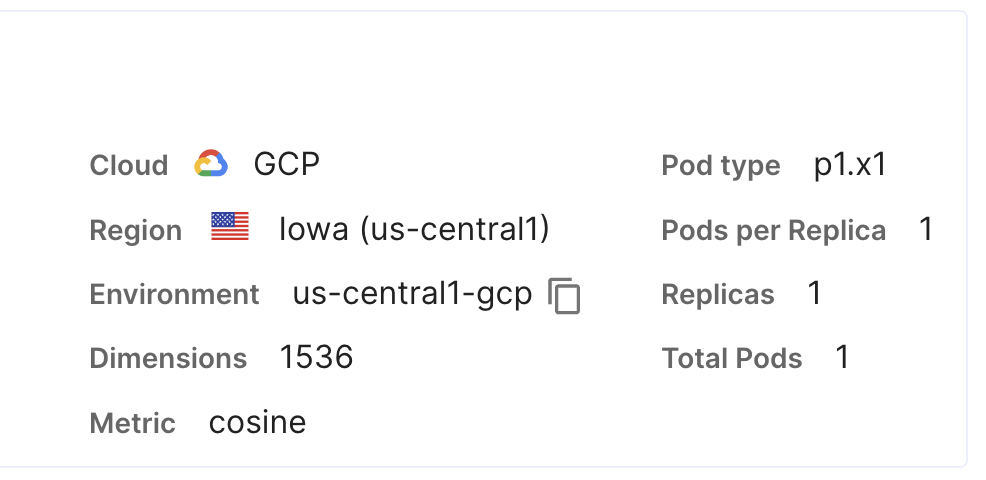 Cloud GCP
Region Iowa (us-central1)
Environment us-central1-gcp
Dimensions 1536
Metric cosine
Pod type p1.x1
Pods per Replica 1
Replicas 1
Total Pods 1